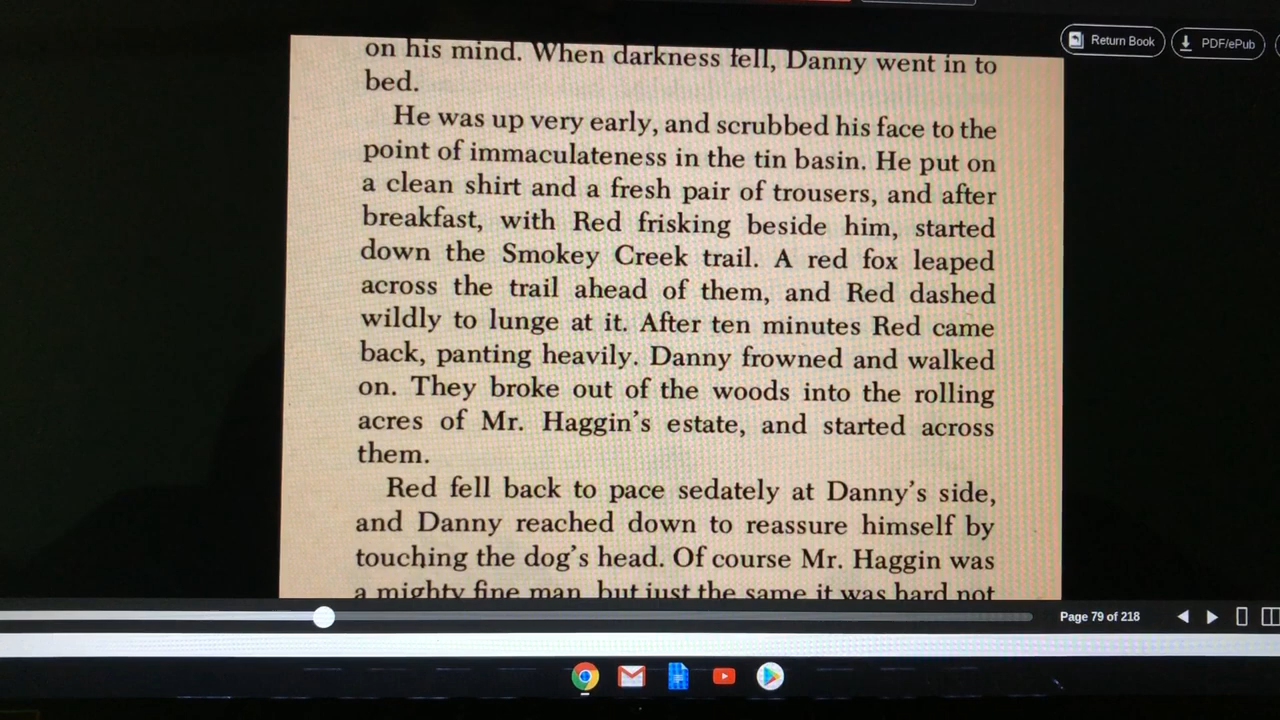 Return Book
PDF/ePub
on his mind. When darkness fell, Danny went in to
bed.
He was up very early, and scrubbed his face to the
point of immaculateness in the tin basin. He put on
a clean shirt and a fresh pair of trousers, and after
breakfast, with Red frisking beside him, started
down the Smokey Creek trail. A red fox leaped
across the trail ahead of them, and Red dashed
wildly to lunge at it. After ten minutes Red came
back, panting heavily. Danny frowned and walked
on. They broke out of the woods into the rolling
acres of Mr. Haggin's estate, and started across
them.
Red fell back to pace sedately at Danny's side,
and Danny reached down to reassure himself by
touching the dog's head. Of course Mr. Haggin was
a mighty fine man, but just the same it was hard not
Page 79 of 218